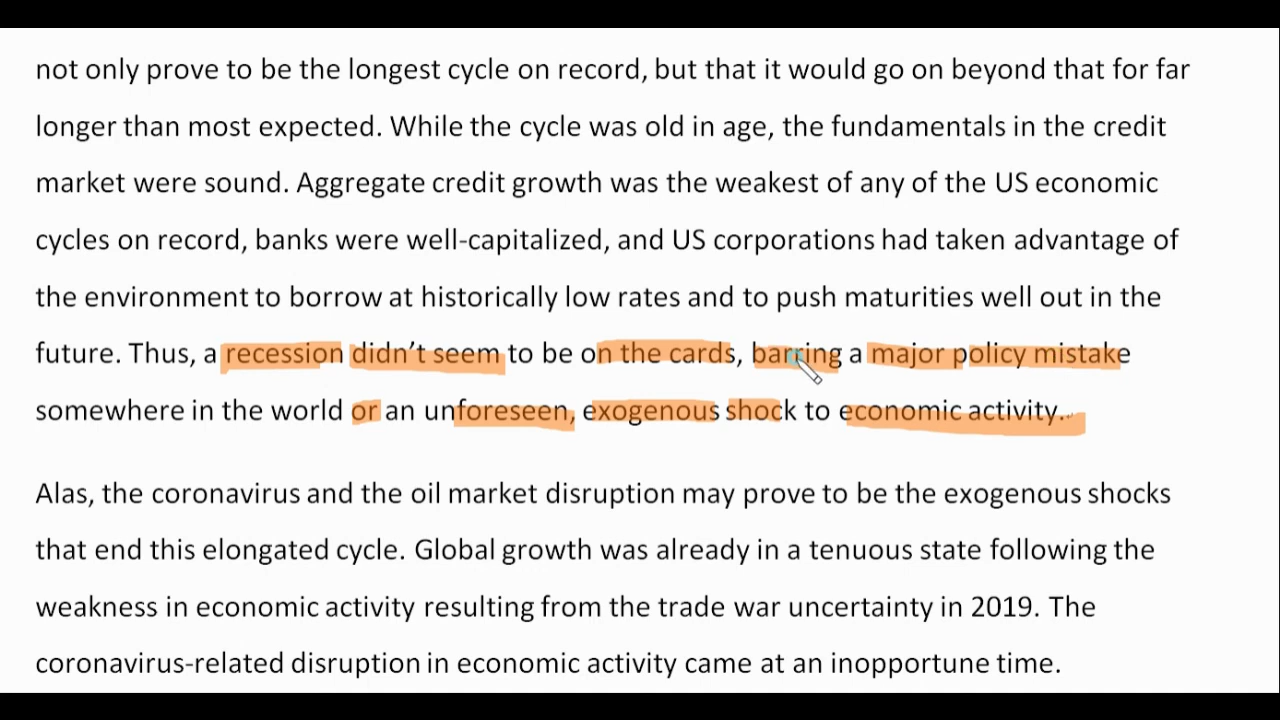 not only prove to be the longest cycle on record, but that it would go on beyond that for far
longer than most expected. While the cycle was old in age, the fundamentals in the credit
market were sound. Aggregate credit growth was the weakest of any of the US economic
cycles on record, banks were well-capitalized, and US corporations had taken advantage of
the environment to borrow at historically low rates and to push maturities well out in the
future. Thus, a recession didn’t seem to be on the cards, barring a major policy mistake
somewhere in the world or an unforeseen, exogenous shock to economic activity.
Alas, the coronavirus and the oil market disruption may prove to be the exogenous shocks
that end this elongated cycle. Global growth was already in a tenuous state following the
weakness in economic activity resulting from the trade war uncertainty in 2019. The
coronavirus-related disruption in economic activity came at an inopportune time.